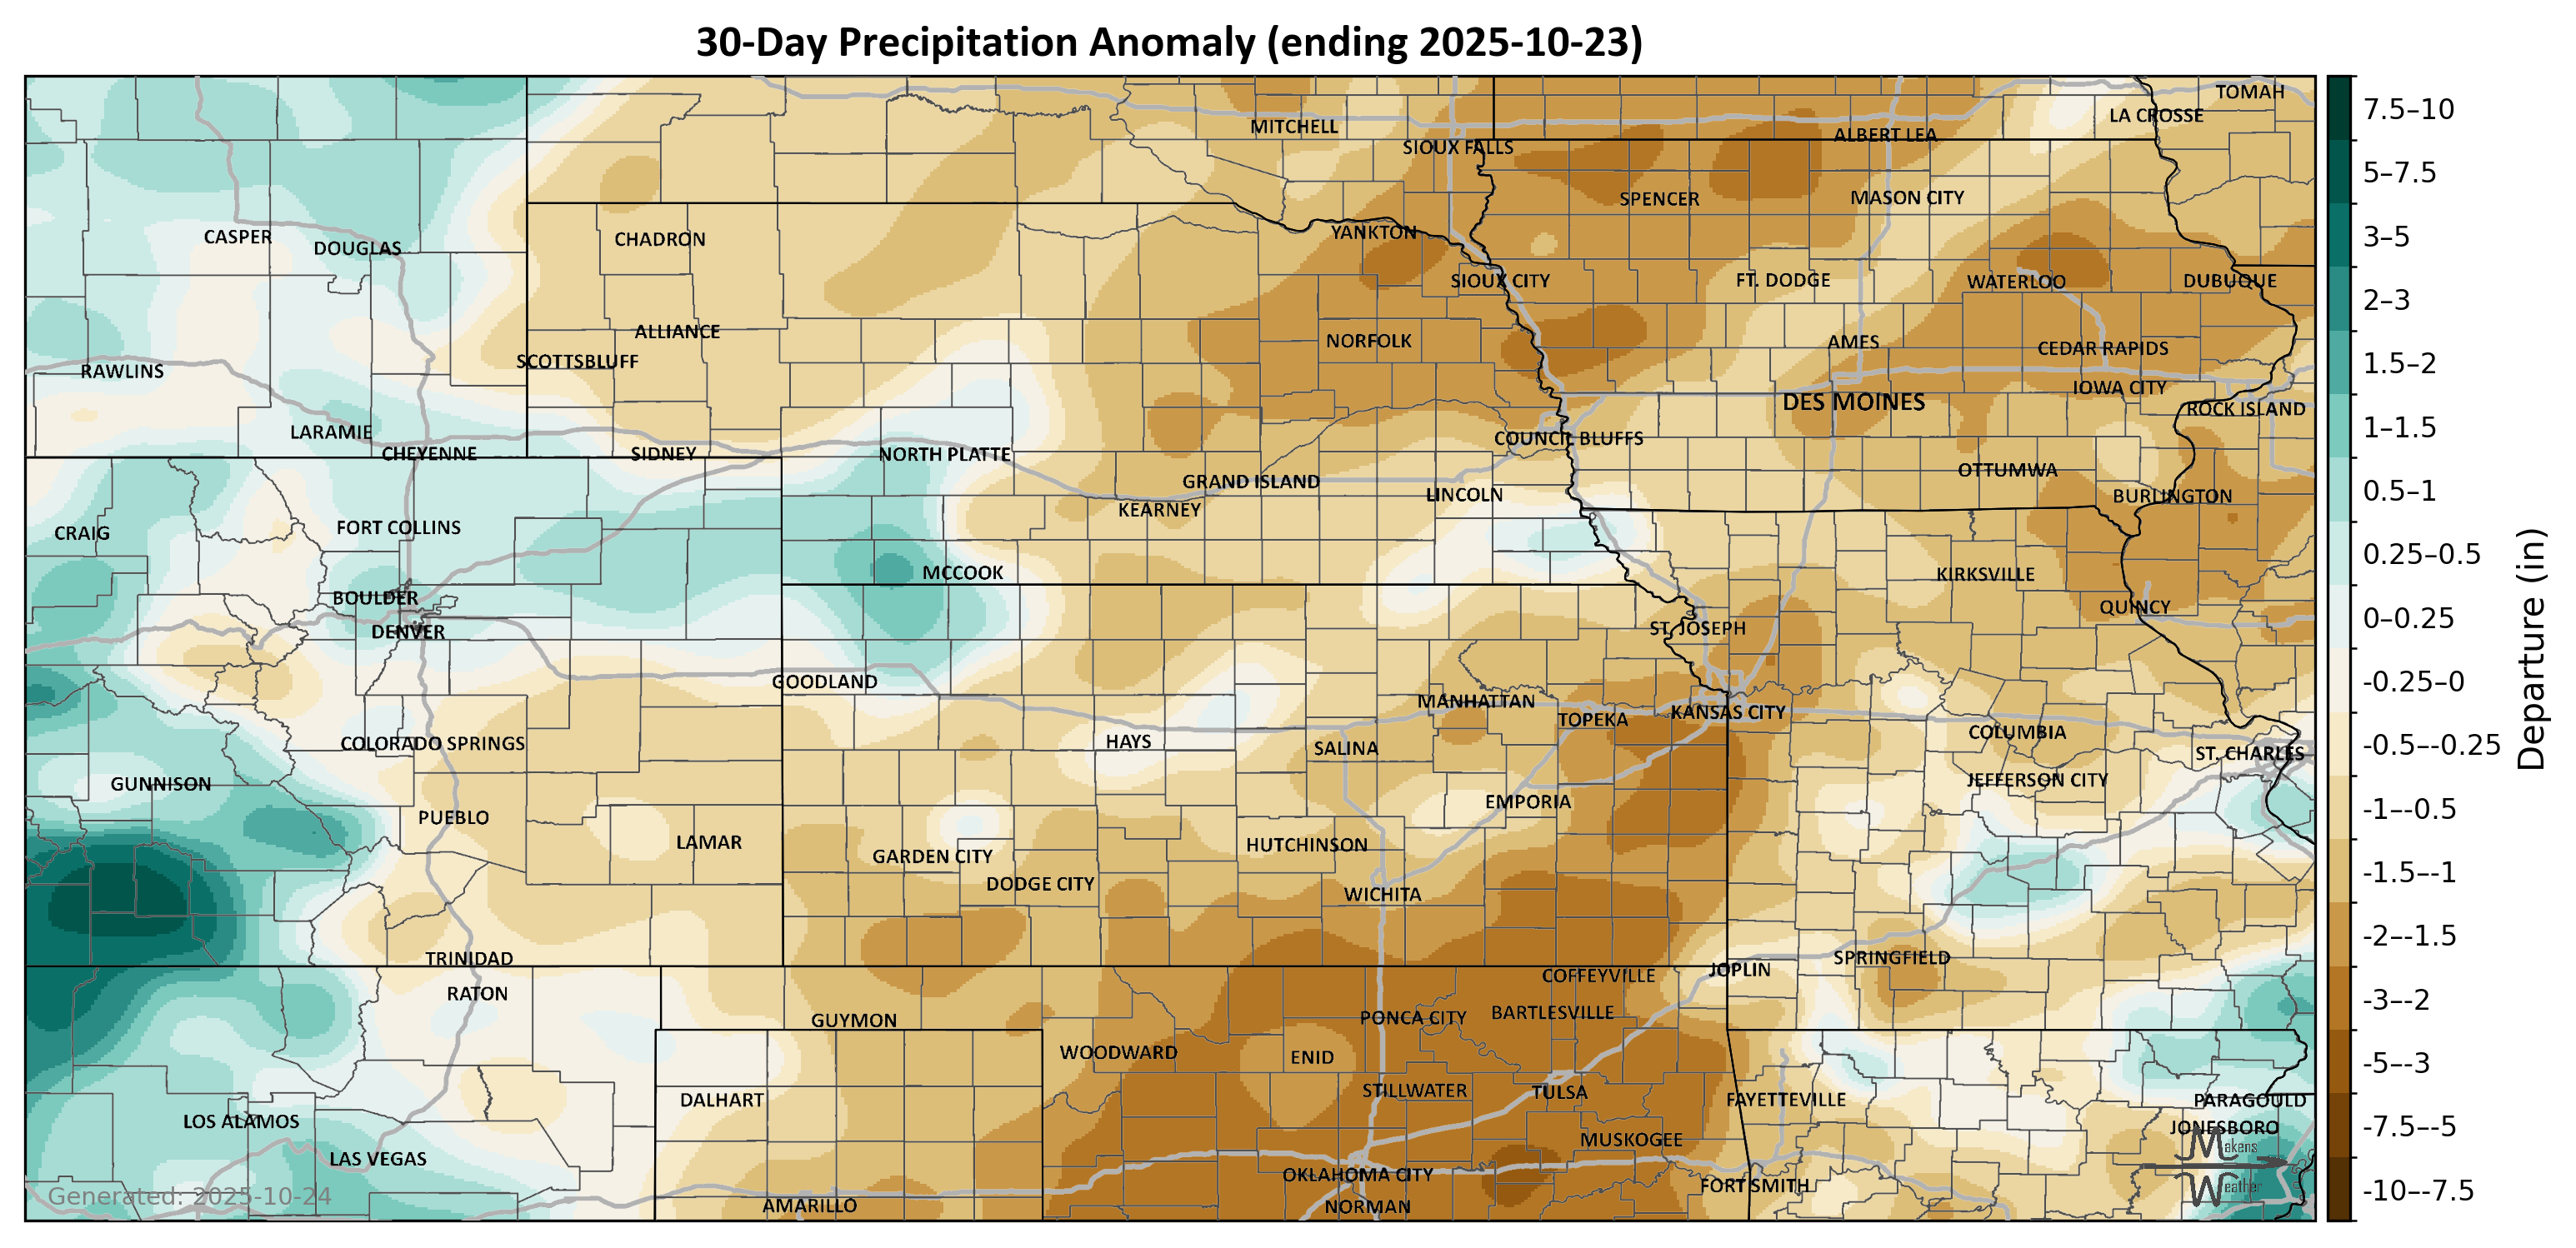 30-Day Precipitation Anomaly (ending 2025-10-23)
TOMAH
LA CROSSE
MITCHELL
ALBERT LEA
SIOUX FALLS
SPENCER
MASON CITY
YANKTON
CASPER
CHADRON
DOUGLAS
SIOUX CITY
FT. DODGE
WATERLOO
DUBUQUE
ALLIANCE
NORFOLK
AMES
CEDAR RAPIDS
SCOTTSBLUFF
RAWLINS
IOWA CITY
DES MOINES
ROCK ISLAND
LARAMIE
COUNCIL BLUFFS
CHEYENNE
SIDNEY
NORTH PLATTE
OTTUMWA
GRAND ISLAND
LINCOLN
BURLINGTON
KEARNEY
FORT COLLINS
CRAIG
MCCOOK
KIRKSVILLE
BOULDER
QUINCY
DENVER
ST. JOSEPH
GOODLAND
MANHATTAN
TOPEKA
KANSAS CITY
COLUMBIA
COLORADO SPRINGS
HAYS
SALINA
ST. CHARLES
GUNNISON
JEFFERSON CITY
EMPORIA
PUEBLO
LAMAR
HUTCHINSON
GARDEN CITY
DODGE CITY
WICHITA
TRINIDAD
SPRINGFIELD
JOPLIN
COFFEYVILLE
RATON
BARTLESVILLE
PONCA CITY
GUYMON
WOODWARD
ENID
STILLWATER
TULSA
DALHART
FAYETTEVILLE
PARAGOULD
LOS ALAMOS
JONESBORO
MUSKOGEE
LAS VEGAS
OKLAHOMA CITY
FORT SMITH
AMARILLO
NORMAN
Makens
Weather
Generated: 2025-10-24
7.5–10
5–7.5
3–5
2–3
1.5–2
1–1.5
0.5–1
0.25–0.5
0–0.25
-0.25–0
-0.5–-0.25
-1–-0.5
-1.5–-1
-2–-1.5
-3–-2
-5–-3
-7.5–-5
-10–-7.5
Departure (in)